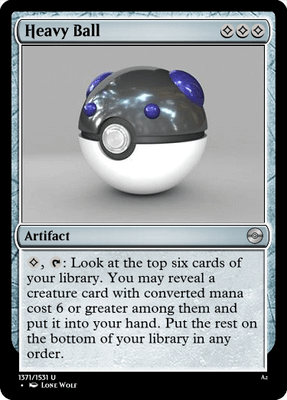 Heavy Ball
Artifact
, : Look at the top six cards of
your library. You may reveal a
creature card with converted mana
cost 6 or greater among them and
put it into your hand. Put the rest on
the bottom of your library in any
order.
1371/1531 U
• Lone Wolf
Az